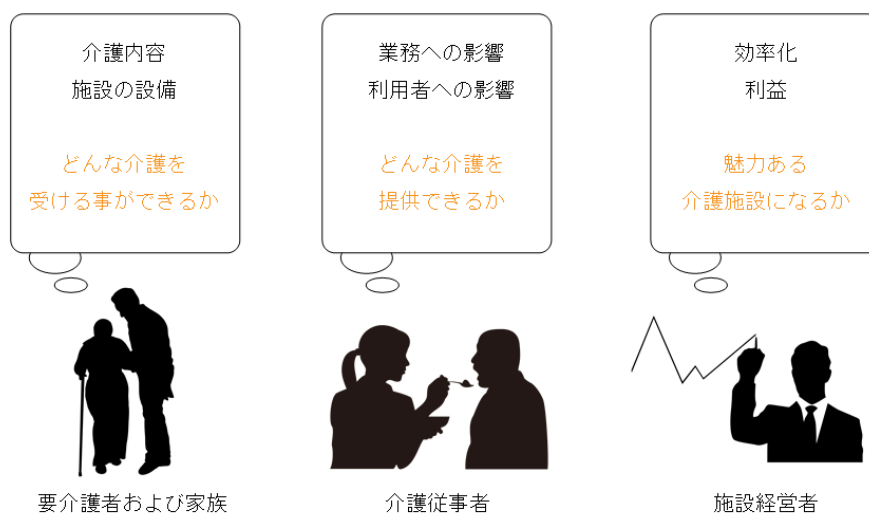 介護内容
施設の設備
どんな介護を
受ける事ができるか
要介護者および家族
業務への影響
利用者への影響
どんな介護を
提供できるか
介護従事者
効率化
利益
魅力ある
介護施設になるか
施設経営者